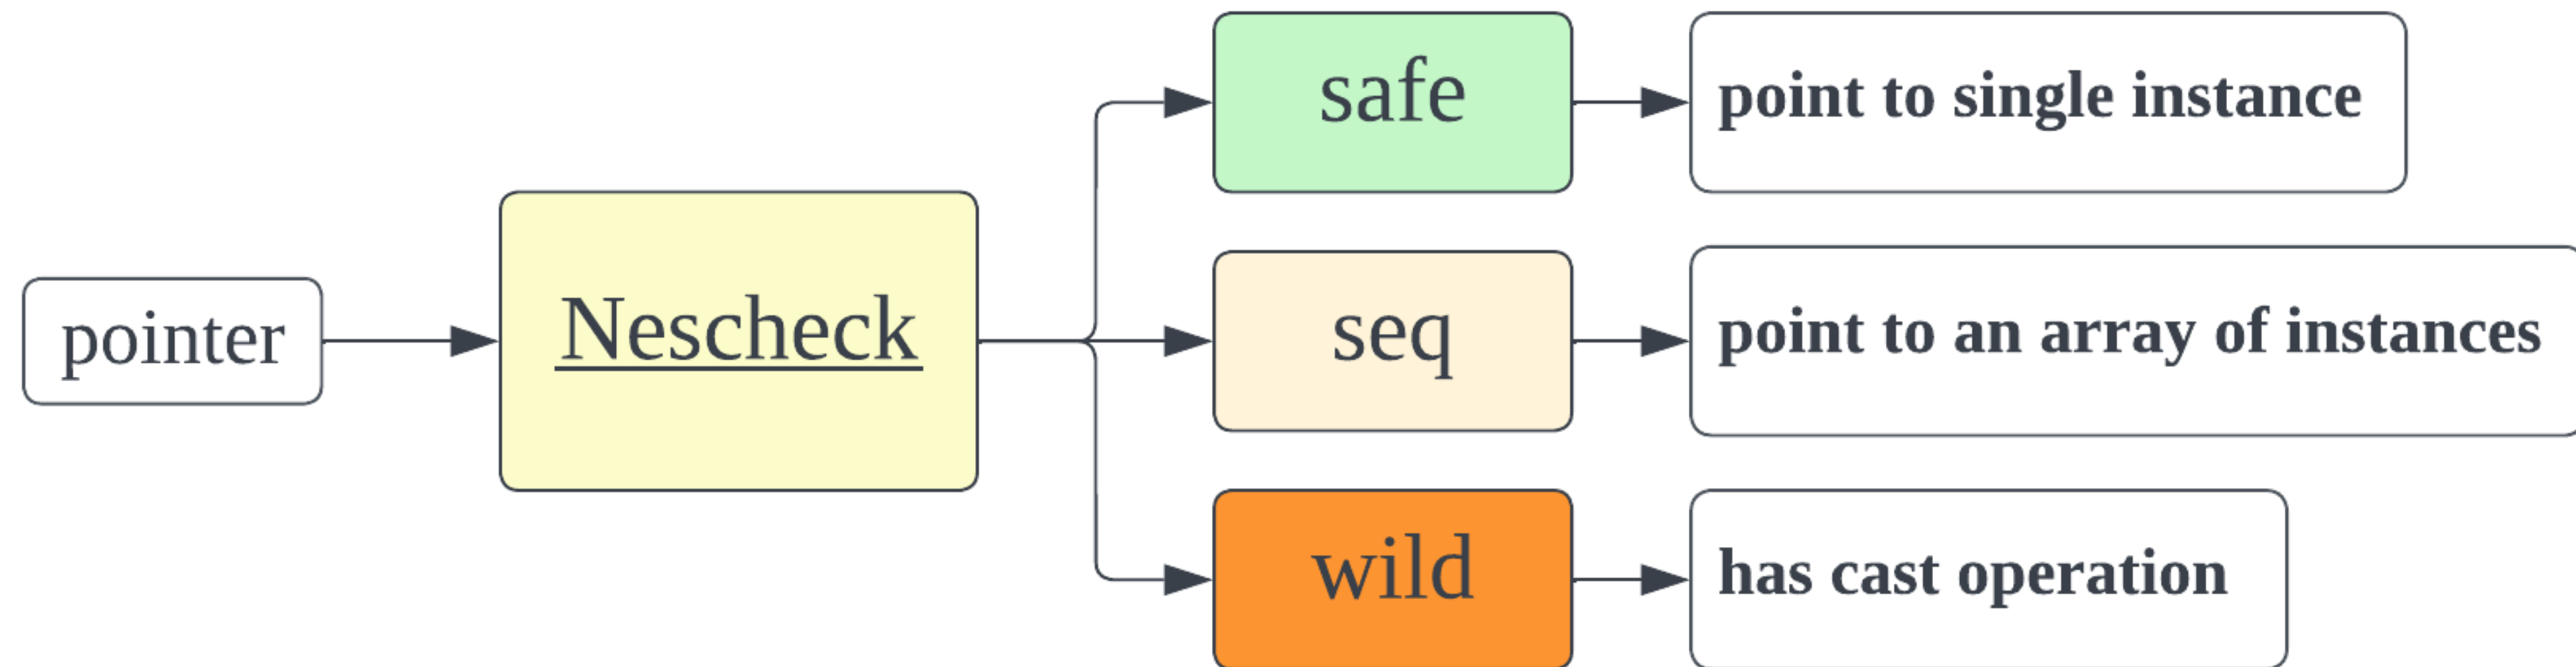 pointer
Nescheck
safe
point to single instance
seq
point to an array of instances
wild
has cast operation